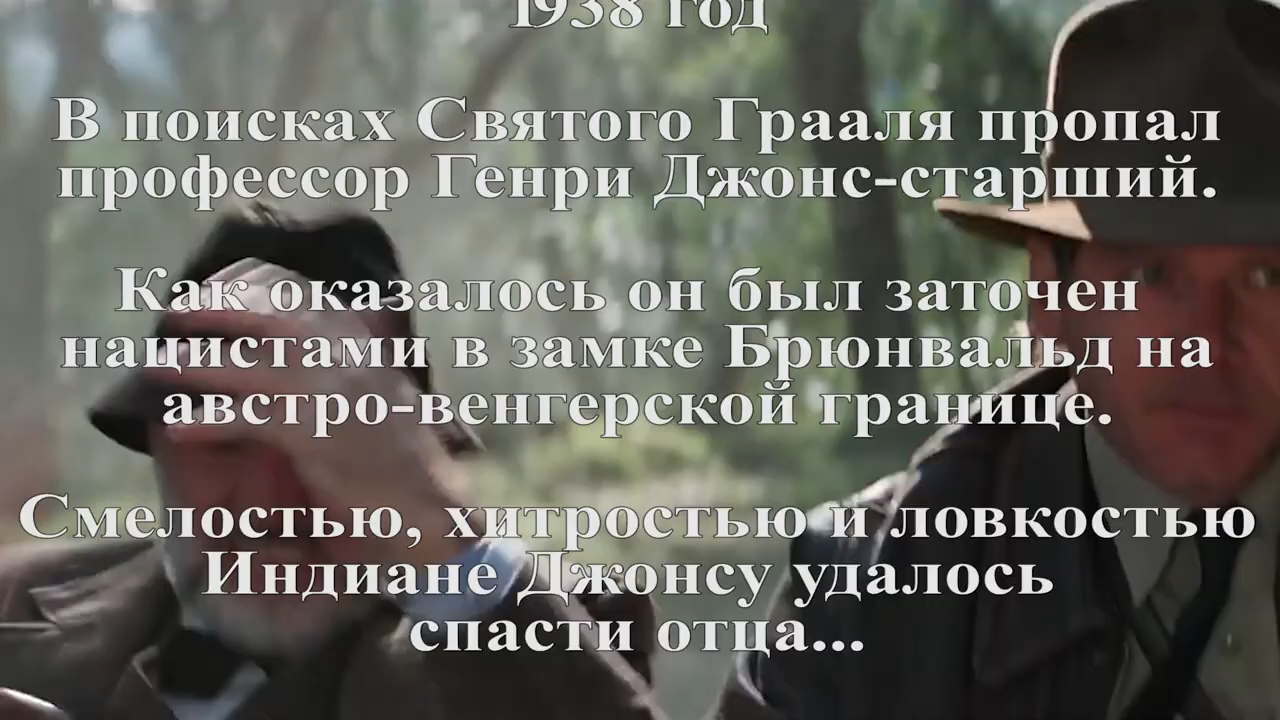 1938 год
В поисках Святого Грааля пропал
профессор Генри Джонс-старший.
Как оказалось он был заточен
нацистами в замке Брюнвальд на
австро-венгерской границе.
Смелостью, хитростью и ловкостью
Индиане Джонсу удалось
спасти отца...